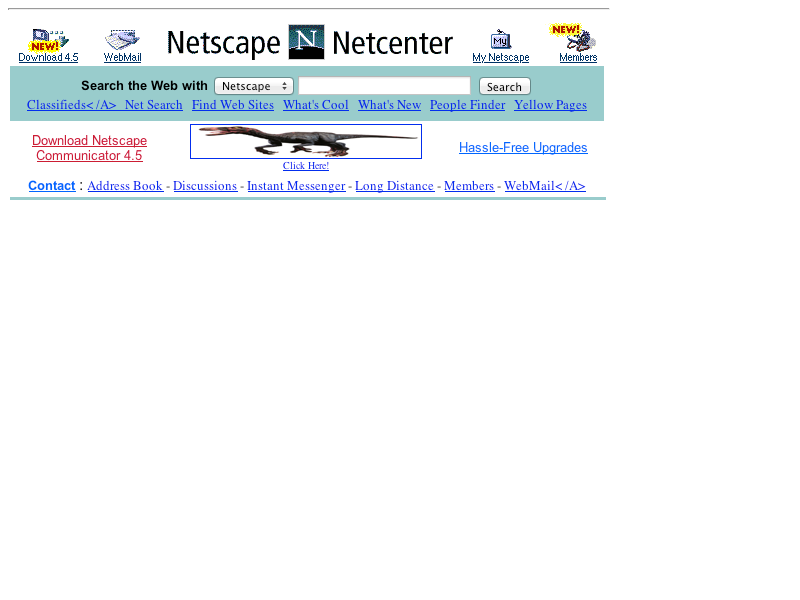 NEW! NEW!
Download 4.5 WebMail Netscape N Netcenter My My Netscape Members
Search the Web with Netscape Search
Classifieds</A> Net Search Find Web Sites What's Cool What's New People Finder Yellow Pages
Download Netscape
Communicator 4.5
Hassle-Free Upgrades
Click Here!
Contact : Address Book - Discussions - Instant Messenger - Long Distance - Members - WebMail</A>